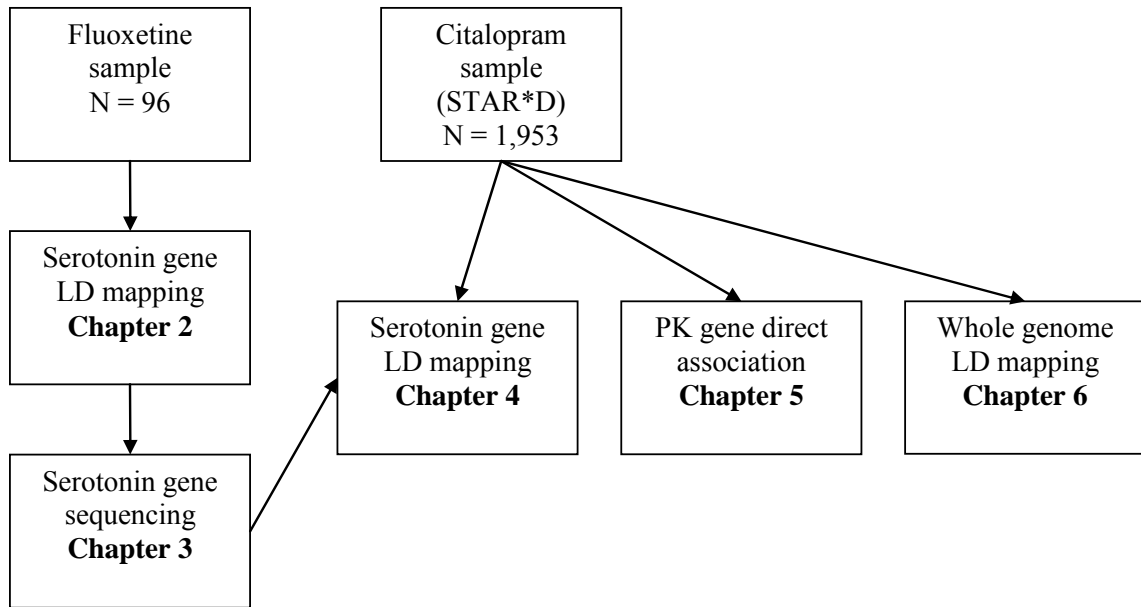 Fluoxetine
sample
N = 96
Citalopram
sample
(STAR*D)
N = 1,953
Serotonin gene
LD mapping
Chapter 2
Serotonin gene
sequencing
Chapter 3
Serotonin gene
LD mapping
Chapter 4
PK gene direct
association
Chapter 5
Whole genome
LD mapping
Chapter 6